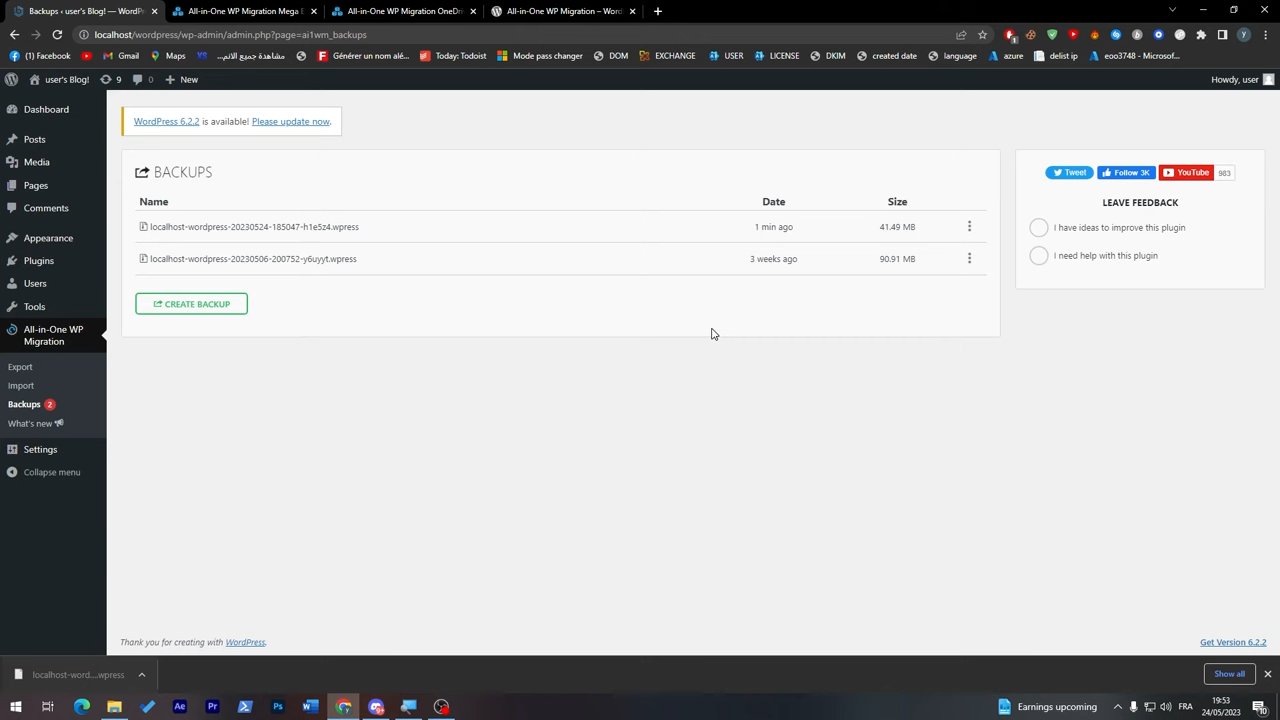 Backups ‹ user's Blog! — WordPr
All-in-One WP Migration Mega E
All-in-One WP Migration OneDri
All-in-One WP Migration – Word
localhost/wordpress/wp-admin/admin.php?page=ai1wm_backups
(1) Facebook
Gmail
YouTube
Maps
مشاهدة جميع الانم...
Générer un nom alé...
Today: Todoist
Mode pass changer
DOM
EXCHANGE
USER
LICENSE
DKIM
created date
language
azure
delist ip
eoo3748 - Microsof...
user's Blog!
9
0
New
Howdy, user
Dashboard
Posts
Media
Pages
Comments
Appearance
Plugins
Users
Tools
All-in-One WP
Migration
Export
Import
Backups 2
What's new
Settings
Collapse menu
WordPress 6.2.2 is available! Please update now.
BACKUPS
Name Date Size
localhost-wordpress-20230524-185047-h1e5z4.wpress 1 min ago 41.49 MB
localhost-wordpress-20230506-200752-y6uyyt.wpress 3 weeks ago 90.91 MB
CREATE BACKUP
Tweet
Follow 3K
YouTube 983
LEAVE FEEDBACK
I have ideas to improve this plugin
I need help with this plugin
Thank you for creating with WordPress.
Get Version 6.2.2
localhost-word....wpress
Show all
Earnings upcoming
FRA
19:53
24/05/2023